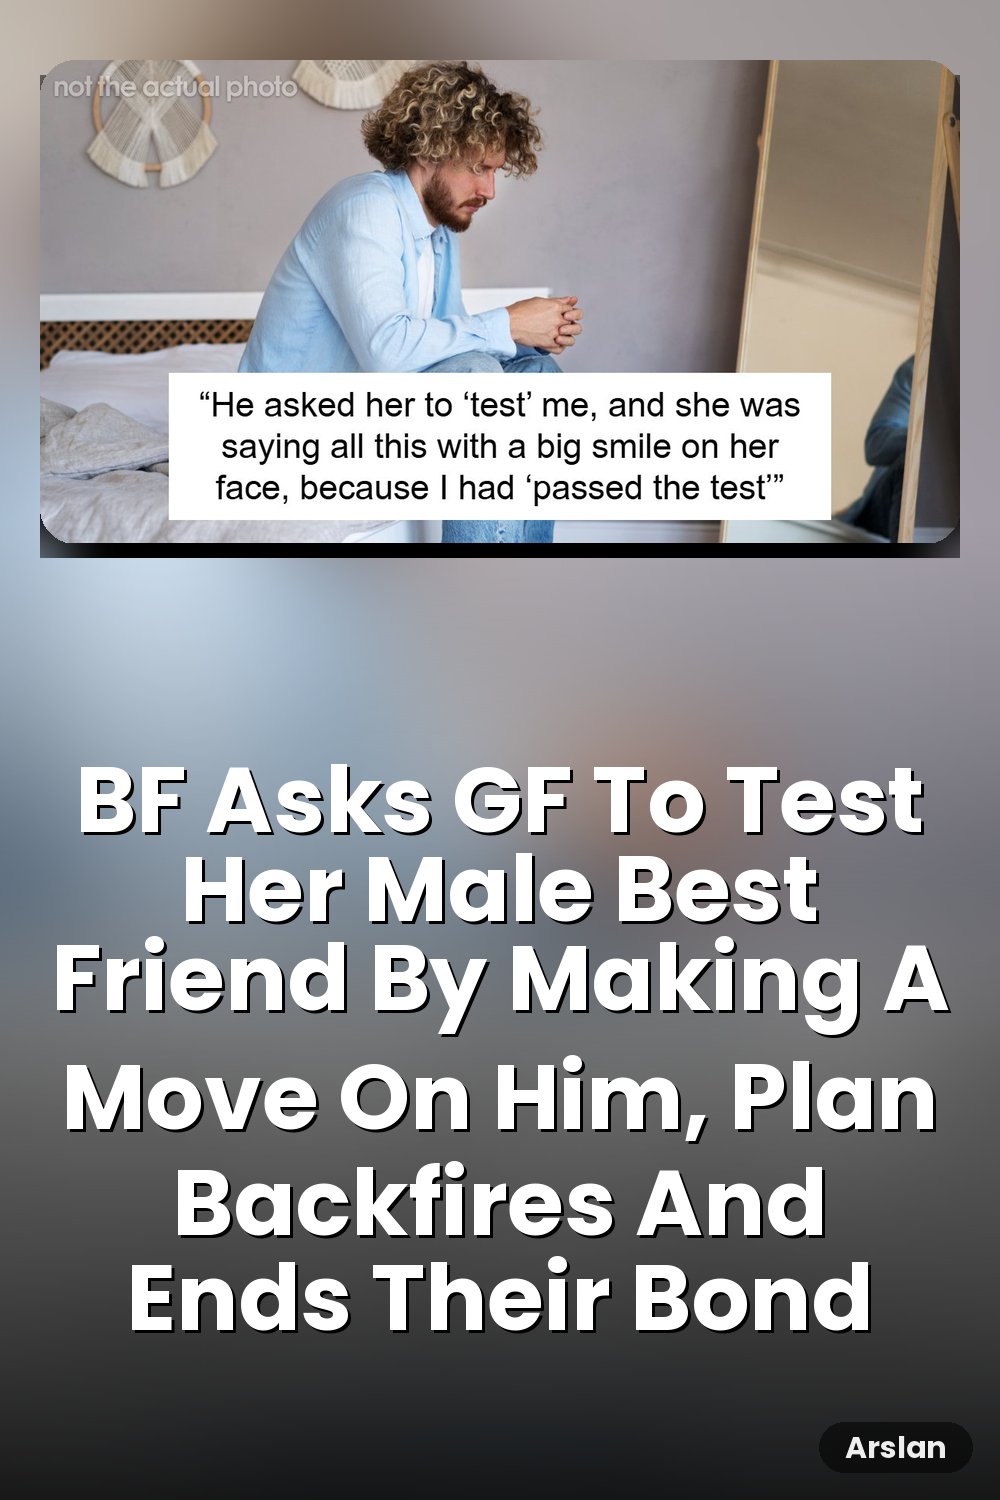 not the actual photo
“He asked her to ‘test’ me, and she was
saying all this with a big smile on her
face, because I had ‘passed the test’”
BF Asks GF To Test
Her Male Best
Friend By Making A
Move On Him, Plan
Backfires And
Ends Their Bond
Arslan